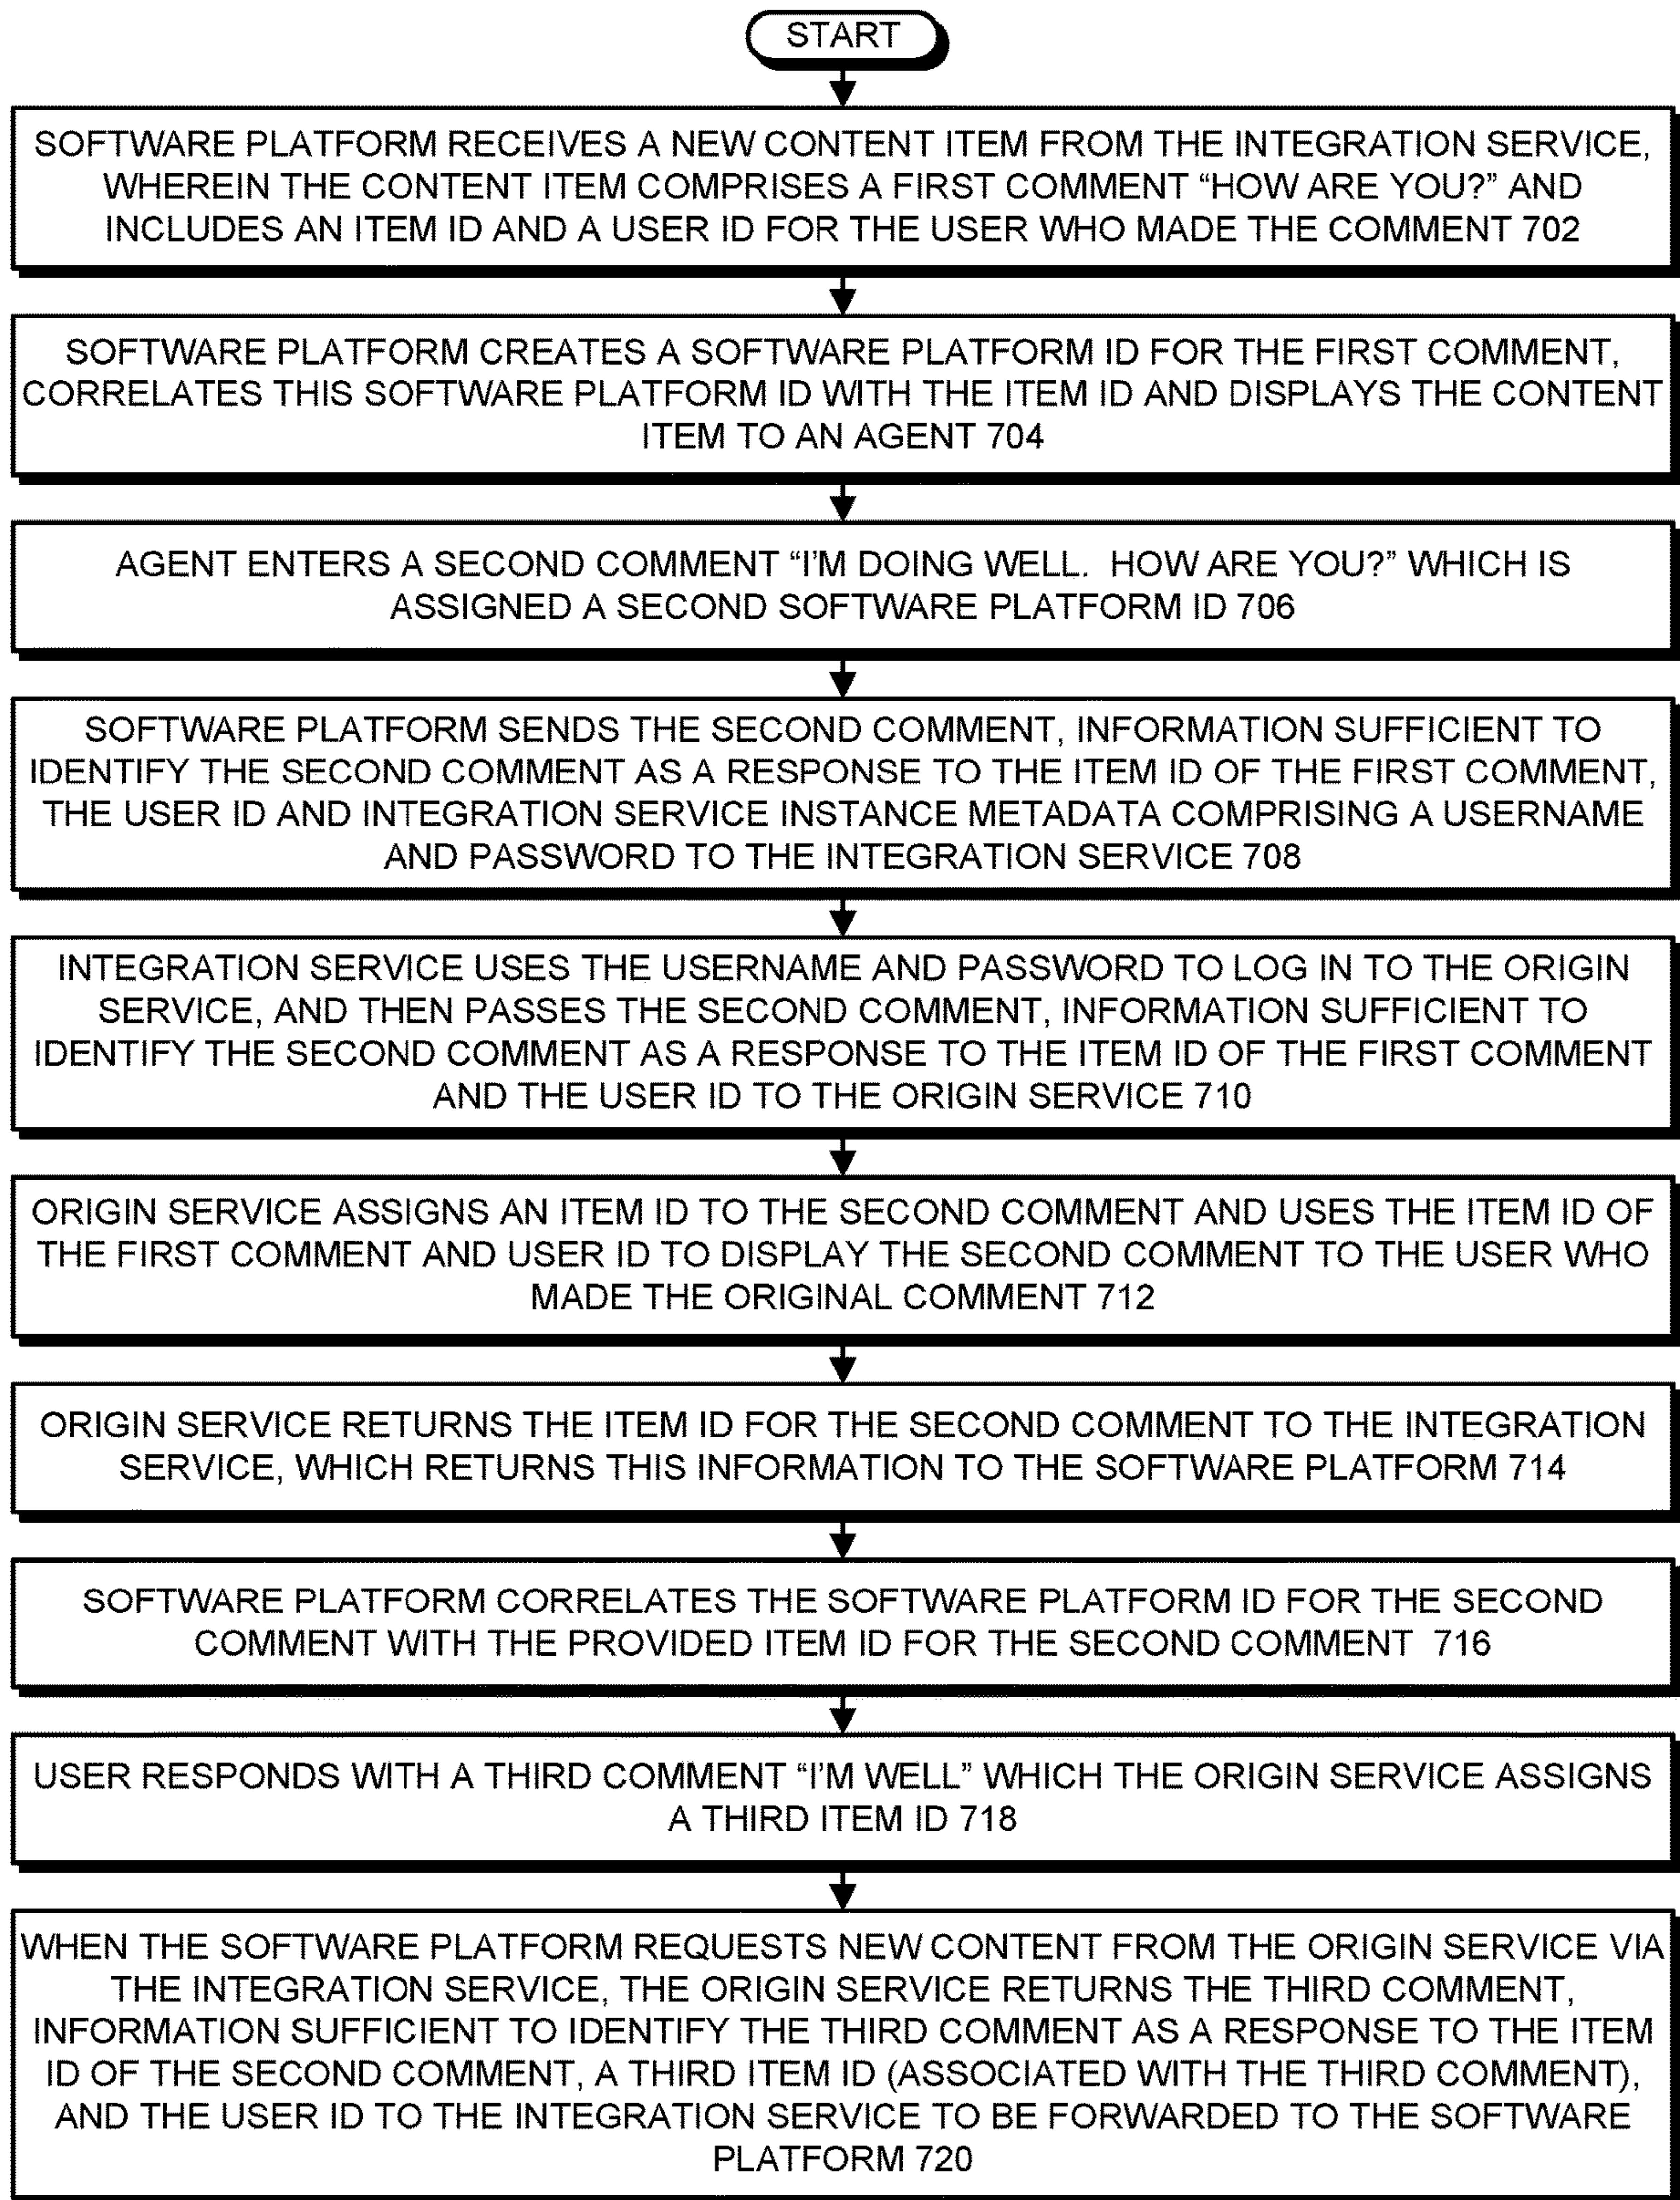 START
SOFTWARE PLATFORM RECEIVES A NEW CONTENT ITEM FROM THE INTEGRATION SERVICE,
WHEREIN THE CONTENT ITEM COMPRISES A FIRST COMMENT “HOW ARE YOU?” AND
INCLUDES AN ITEM ID AND A USER ID FOR THE USER WHO MADE THE COMMENT 702
SOFTWARE PLATFORM CREATES A SOFTWARE PLATFORM ID FOR THE FIRST COMMENT,
CORRELATES THIS SOFTWARE PLATFORM ID WITH THE ITEM ID AND DISPLAYS THE CONTENT
ITEM TO AN AGENT 704
AGENT ENTERS A SECOND COMMENT “I’M DOING WELL.  HOW ARE YOU?” WHICH IS
ASSIGNED A SECOND SOFTWARE PLATFORM ID 706
SOFTWARE PLATFORM SENDS THE SECOND COMMENT, INFORMATION SUFFICIENT TO
IDENTIFY THE SECOND COMMENT AS A RESPONSE TO THE ITEM ID OF THE FIRST COMMENT,
THE USER ID AND INTEGRATION SERVICE INSTANCE METADATA COMPRISING A USERNAME
AND PASSWORD TO THE INTEGRATION SERVICE 708
INTEGRATION SERVICE USES THE USERNAME AND PASSWORD TO LOG IN TO THE ORIGIN
SERVICE, AND THEN PASSES THE SECOND COMMENT, INFORMATION SUFFICIENT TO
IDENTIFY THE SECOND COMMENT AS A RESPONSE TO THE ITEM ID OF THE FIRST COMMENT
AND THE USER ID TO THE ORIGIN SERVICE 710
ORIGIN SERVICE ASSIGNS AN ITEM ID TO THE SECOND COMMENT AND USES THE ITEM ID OF
THE FIRST COMMENT AND USER ID TO DISPLAY THE SECOND COMMENT TO THE USER WHO
MADE THE ORIGINAL COMMENT 712
ORIGIN SERVICE RETURNS THE ITEM ID FOR THE SECOND COMMENT TO THE INTEGRATION
SERVICE, WHICH RETURNS THIS INFORMATION TO THE SOFTWARE PLATFORM 714
SOFTWARE PLATFORM CORRELATES THE SOFTWARE PLATFORM ID FOR THE SECOND
COMMENT WITH THE PROVIDED ITEM ID FOR THE SECOND COMMENT  716
USER RESPONDS WITH A THIRD COMMENT “I’M WELL” WHICH THE ORIGIN SERVICE ASSIGNS
A THIRD ITEM ID 718
WHEN THE SOFTWARE PLATFORM REQUESTS NEW CONTENT FROM THE ORIGIN SERVICE VIA
THE INTEGRATION SERVICE, THE ORIGIN SERVICE RETURNS THE THIRD COMMENT,
INFORMATION SUFFICIENT TO IDENTIFY THE THIRD COMMENT AS A RESPONSE TO THE ITEM
ID OF THE SECOND COMMENT, A THIRD ITEM ID (ASSOCIATED WITH THE THIRD COMMENT),
AND THE USER ID TO THE INTEGRATION SERVICE TO BE FORWARDED TO THE SOFTWARE
PLATFORM 720